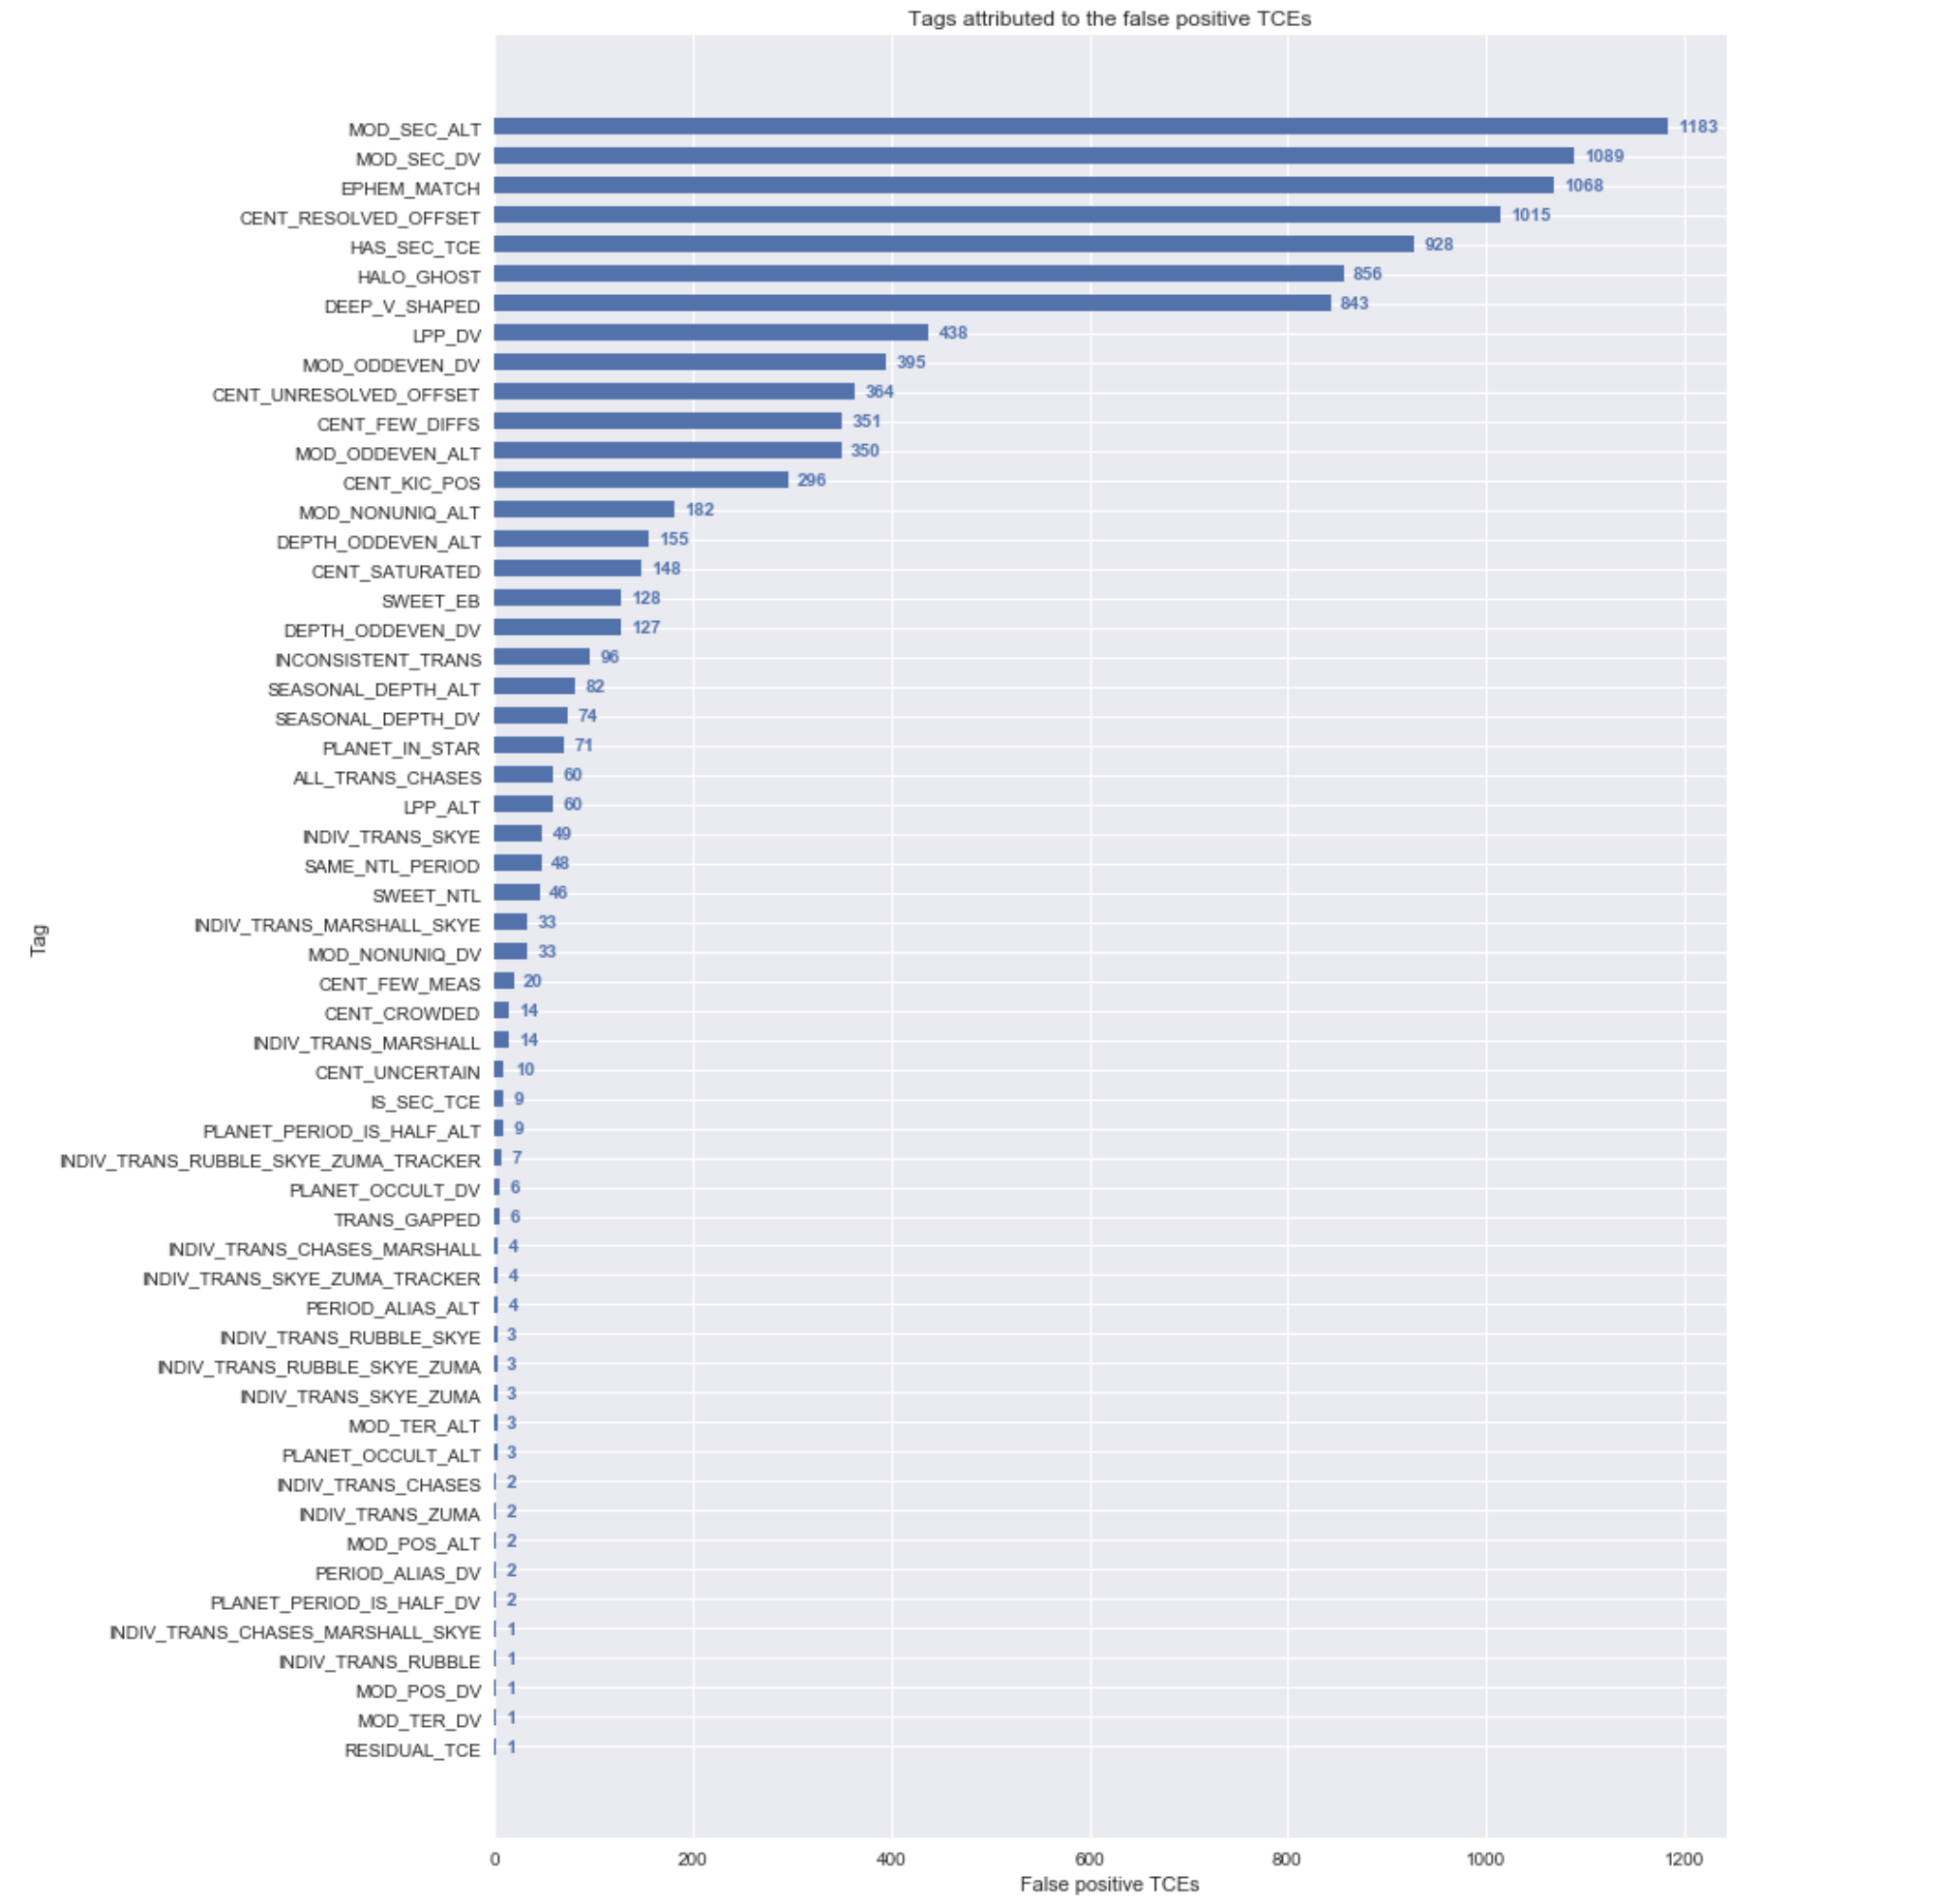 Tags attributed to the false positive TCEs
MOD_SEC_ALT 1183
MOD_SEC_DV 1089
EPHEM_MATCH 1068
CENT_RESOLVED_OFFSET 1015
HAS_SEC_TCE 928
HALO_GHOST 856
DEEP_V_SHAPED 843
LPP_DV 438
MOD_ODDEVEN_DV 395
CENT_UNRESOLVED_OFFSET 364
CENT_FEW_DIFFS 351
MOD_ODDEVEN_ALT 350
CENT_KIC_POS 296
MOD_NONUNIQ_ALT 182
DEPTH_ODDEVEN_ALT 155
CENT_SATURATED 148
SWEET_EB 128
DEPTH_ODDEVEN_DV 127
INCONSISTENT_TRANS 96
SEASONAL_DEPTH_ALT 82
SEASONAL_DEPTH_DV 74
PLANET_IN_STAR 71
ALL_TRANS_CHASES 60
LPP_ALT 60
INDIV_TRANS_SKYE 49
SAME_NTL_PERIOD 48
SWEET_NTL 46
INDIV_TRANS_MARSHALL_SKYE 33
Tag
MOD_NONUNIQ_DV 33
CENT_FEW_MEAS 20
CENT_CROWDED 14
INDIV_TRANS_MARSHALL 14
CENT_UNCERTAIN 10
IS_SEC_TCE 9
PLANET_PERIOD_IS_HALF_ALT 9
INDIV_TRANS_RUBBLE_SKYE_ZUMA_TRACKER 7
PLANET_OCCULT_DV 6
TRANS_GAPPED 6
INDIV_TRANS_CHASES_MARSHALL 4
INDIV_TRANS_SKYE_ZUMA_TRACKER 4
PERIOD_ALIAS_ALT 4
INDIV_TRANS_RUBBLE_SKYE 3
INDIV_TRANS_RUBBLE_SKYE_ZUMA 3
INDIV_TRANS_SKYE_ZUMA 3
MOD_TER_ALT 3
PLANET_OCCULT_ALT 3
INDIV_TRANS_CHASES 2
INDIV_TRANS_ZUMA 2
MOD_POS_ALT 2
PERIOD_ALIAS_DV 2
PLANET_PERIOD_IS_HALF_DV 2
INDIV_TRANS_CHASES_MARSHALL_SKYE 1
INDIV_TRANS_RUBBLE 1
MOD_POS_DV 1
MOD_TER_DV 1
RESIDUAL_TCE 1
0 200 400 600 800 1000 1200
False positive TCEs